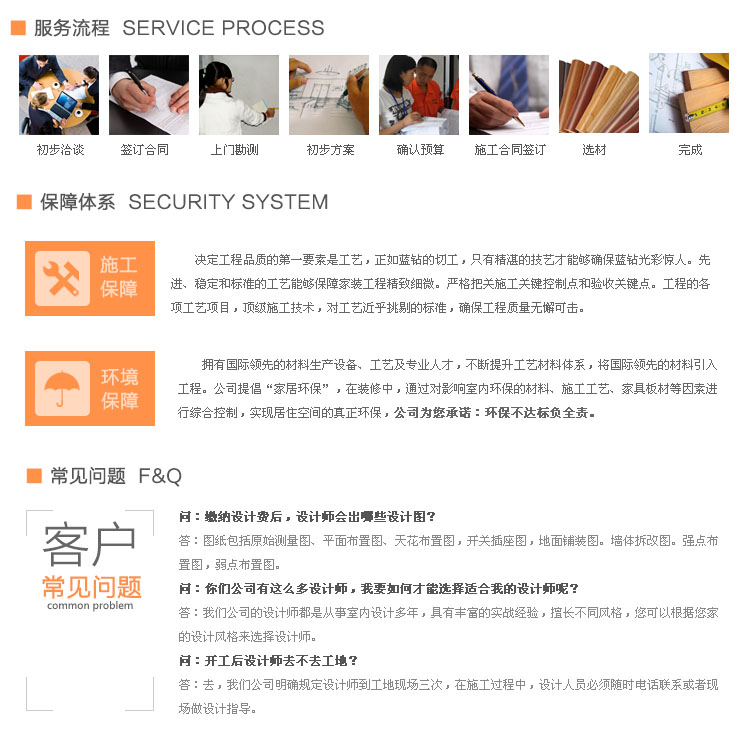 服务流程 SERVICE PROCESS
初步洽谈 签订合同 上门勘测 初步方案 确认预算 施工合同签订 选材 完成
保障体系 SECURITY SYSTEM
施工
保障
决定工程品质的第一要素是工艺，正如蓝钻的切工，只有精湛的技艺才能够确保蓝钻光彩惊人。先
进、稳定和标准的工艺能够保障家装工程精致细微。严格把关施工关键控制点和验收关键点。工程的各
项工艺项目，顶级施工技术，对工艺近乎挑剔的标准，确保工程质量无懈可击。
环境
保障
拥有国际领先的材料生产设备、工艺及专业人才，不断提升工艺材料体系，将国际领先的材料引入
工程。公司提倡“家居环保”，在装修中，通过对影响室内环保的材料、施工工艺、家具板材等因素进
行综合控制，实现居住空间的真正环保，公司为您承诺：环保不达标负全责。
常见问题 F&Q
客户
常见问题
common problem
问：缴纳设计费后，设计师会出哪些设计图？
答：图纸包括原始测量图、平面布置图、天花布置图，开关插座图，地面铺装图。墙体拆改图。强点布
置图，弱点布置图。
问：你们公司有这么多设计师，我要如何才能选择适合我的设计师呢？
答：我们公司的设计师都是从事室内设计多年，具有丰富的实战经验，擅长不同风格，您可以根据您家
的设计风格来选择设计师。
问：开工后设计师去不去工地？
答：去，我们公司明确规定设计师到工地现场三次，在施工过程中，设计人员必须随时电话联系或者现
场做设计指导。